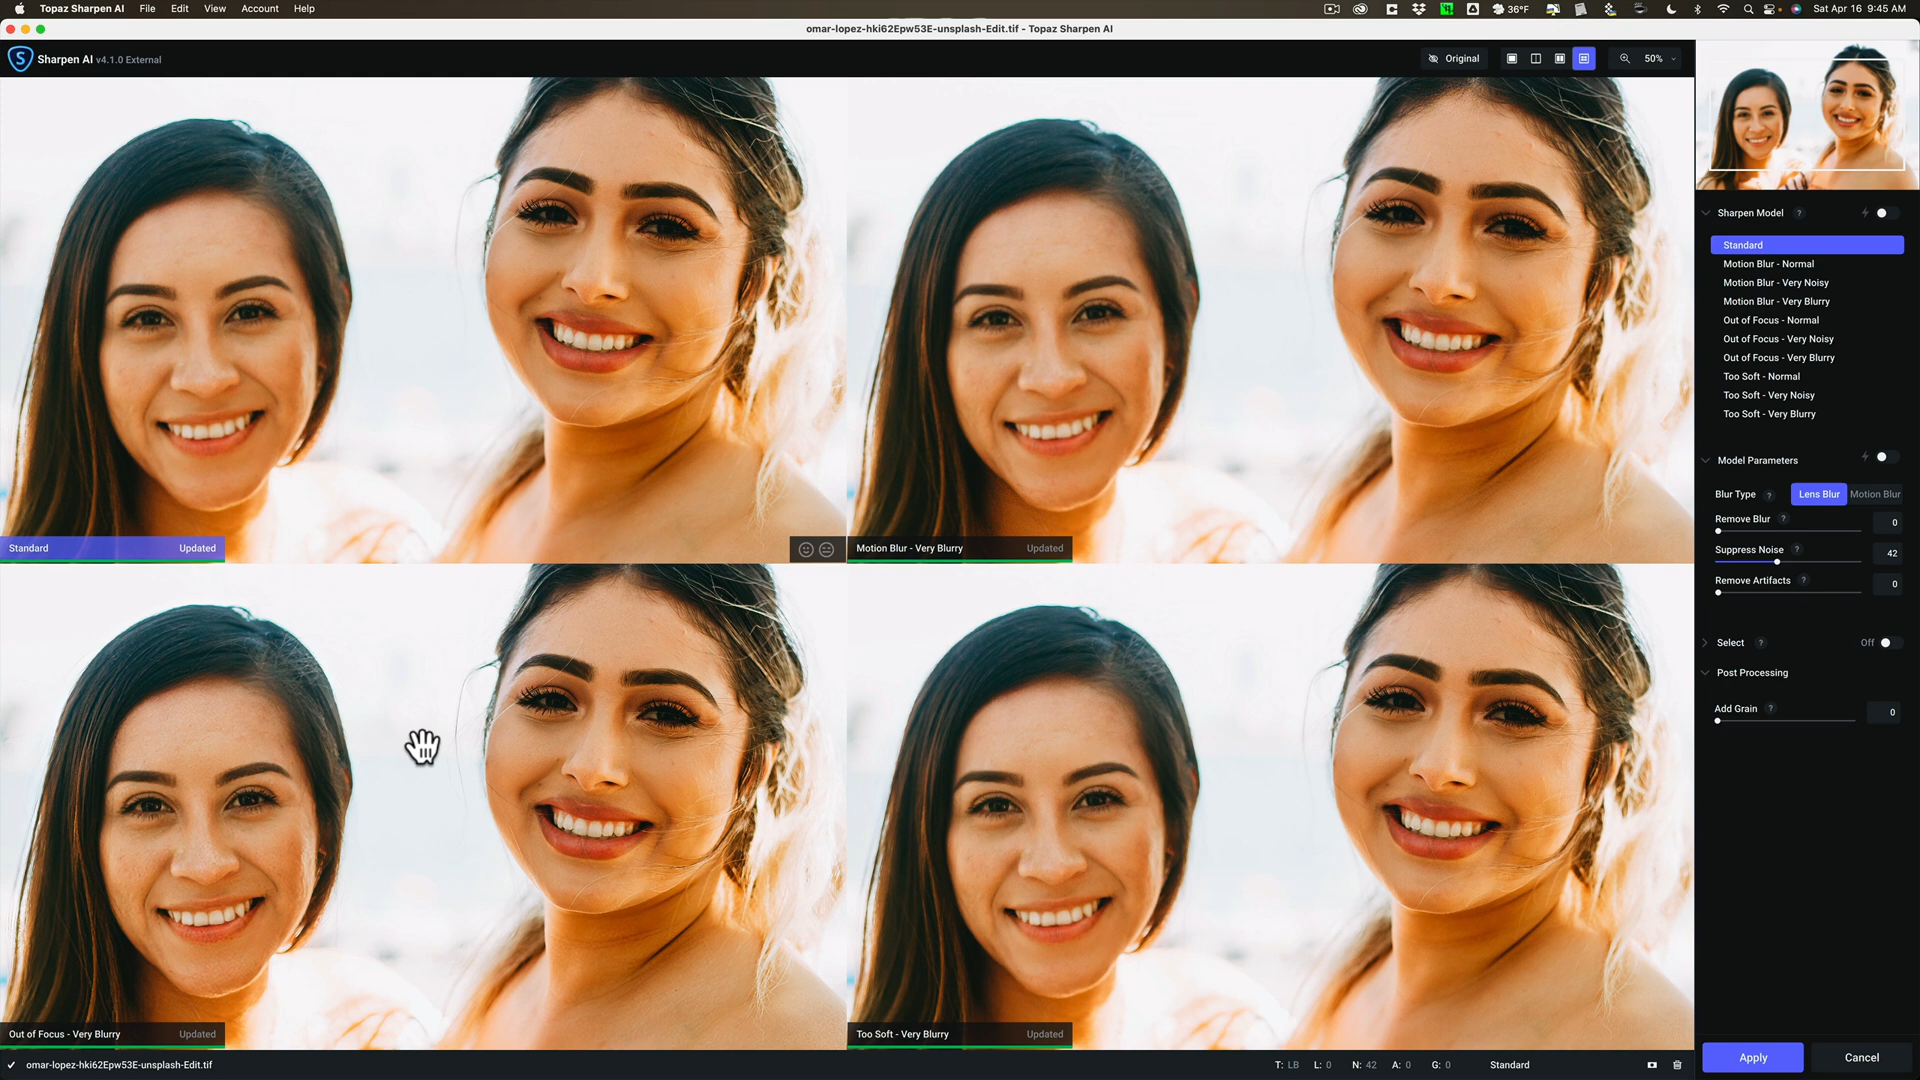 Topaz Sharpen AI File Edit View Account Help
36°F
Sat Apr 16 9:45 AM
omar-lopez-hki62Epw53E-unsplash-Edit.tif - Topaz Sharpen AI
Sharpen AI v4.1.0 External
Original
50%
Sharpen Model ?
Standard
Motion Blur - Normal
Motion Blur - Very Noisy
Motion Blur - Very Blurry
Out of Focus - Normal
Out of Focus - Very Noisy
Out of Focus - Very Blurry
Too Soft - Normal
Too Soft - Very Noisy
Too Soft - Very Blurry
Model Parameters
Blur Type ? Lens Blur Motion Blur
Remove Blur ? 0
Suppress Noise ? 42
Remove Artifacts ? 0
Select ? Off
Post Processing
Add Grain ? 0
Standard Updated
Motion Blur - Very Blurry Updated
Out of Focus - Very Blurry Updated
Too Soft - Very Blurry Updated
omar-lopez-hki62Epw53E-unsplash-Edit.tif
T: LB L: 0 N: 42 A: 0 G: 0 Standard
Apply Cancel